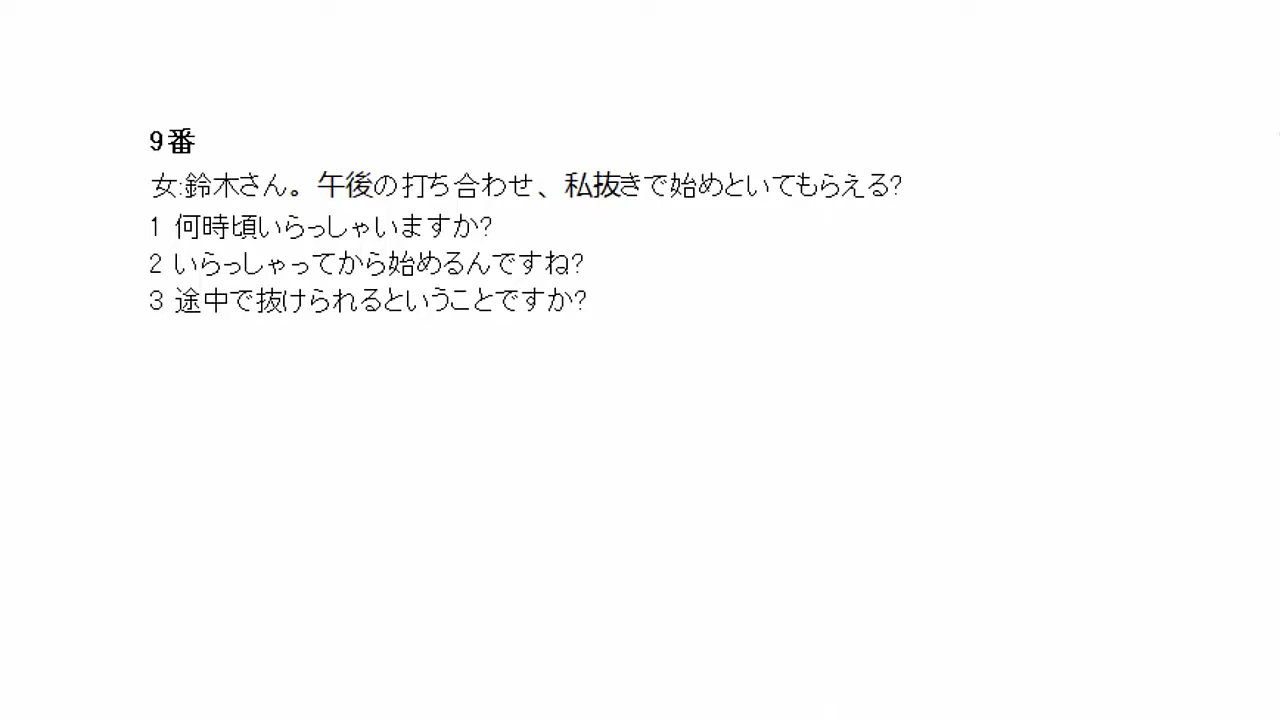 9番
女:鈴木さん。午後の打ち合わせ、私抜きで始めといてもらえる?
1 何時頃いらっしゃいますか?
2 いらっしゃってから始めるんですね?
3 途中で抜けられるということですか?